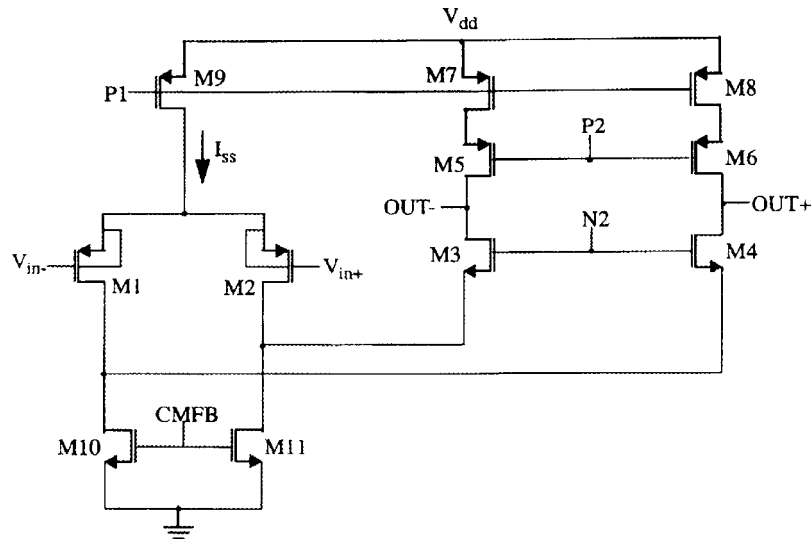 V_dd
M9
M7
M8
P1
P2
I_ss
M5
M6
OUT-
OUT+
N2
M3
M4
V_in-
M1
M2
V_in+
CMFB
M10
M11